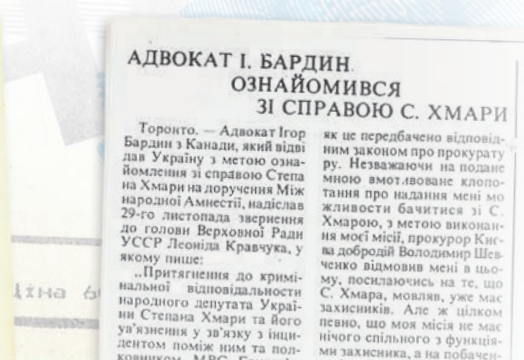 АДВОКАТ І. БАРДИН
ОЗНАЙОМИВСЯ
ЗІ СПРАВОЮ С. ХМАРИ
Торонто. — Адвокат Ігор
Бардин з Канади, який відві
дав Україну з метою озна-
йомлення зі справою Степа
на Хмари на доручення Між
народної Амнестії, надіслав
29-го листопада звернення
до голови Верховної Ради
УССР Леоніда Кравчука, у
якому пише:
„Притягнення до кримі-
нальної відповідальности
народного депутата Украї-
ни Степана Хмари та його
ув'язнення у зв'язку з інци-
дентом поміж ним та пол-
ковником МВС
як це передбачено відповід-
ним законом про прокурату
ру. Незважаючи на подане
мною вмотивоване клопо-
тання про надання мені мо
жливости бачитися зі С.
Хмарою, з метою виконан-
ня моєї місії, прокурор Киє-
ва добродій Володимир Шев-
ченко відмовив мені в цьо-
му, посилаючись на те, що
С. Хмара, мовляв, уже має
захисників. Але ж цілком
певно, що моя місія не має
нічого спільного з функція-
ми захисника, а на побачен-